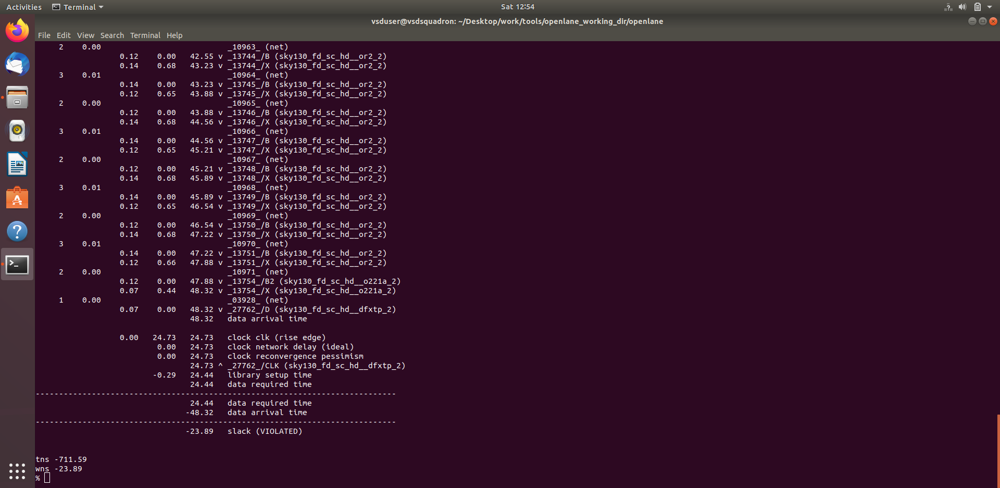 Activities Terminal Sat 12:54
vsduser@vsdsquadron: ~/Desktop/work/tools/openlane_working_dir/openlane
File Edit View Search Terminal Help
2 0.00 _10963_ (net)
0.12 0.00 42.55 v _13744_/B (sky130_fd_sc_hd__or2_2)
0.14 0.68 43.23 v _13744_/X (sky130_fd_sc_hd__or2_2)
3 0.01 _10964_ (net)
0.14 0.00 43.23 v _13745_/B (sky130_fd_sc_hd__or2_2)
0.12 0.65 43.88 v _13745_/X (sky130_fd_sc_hd__or2_2)
2 0.00 _10965_ (net)
0.12 0.00 43.88 v _13746_/B (sky130_fd_sc_hd__or2_2)
0.14 0.68 44.56 v _13746_/X (sky130_fd_sc_hd__or2_2)
3 0.01 _10966_ (net)
0.14 0.00 44.56 v _13747_/B (sky130_fd_sc_hd__or2_2)
0.12 0.65 45.21 v _13747_/X (sky130_fd_sc_hd__or2_2)
2 0.00 _10967_ (net)
0.12 0.00 45.21 v _13748_/B (sky130_fd_sc_hd__or2_2)
0.14 0.68 45.89 v _13748_/X (sky130_fd_sc_hd__or2_2)
3 0.01 _10968_ (net)
0.14 0.00 45.89 v _13749_/B (sky130_fd_sc_hd__or2_2)
0.12 0.65 46.54 v _13749_/X (sky130_fd_sc_hd__or2_2)
2 0.00 _10969_ (net)
0.12 0.00 46.54 v _13750_/B (sky130_fd_sc_hd__or2_2)
0.14 0.68 47.22 v _13750_/X (sky130_fd_sc_hd__or2_2)
3 0.01 _10970_ (net)
0.14 0.00 47.22 v _13751_/B (sky130_fd_sc_hd__or2_2)
0.12 0.66 47.88 v _13751_/X (sky130_fd_sc_hd__or2_2)
2 0.00 _10971_ (net)
0.12 0.00 47.88 v _13754_/B2 (sky130_fd_sc_hd__o221a_2)
0.07 0.44 48.32 v _13754_/X (sky130_fd_sc_hd__o221a_2)
1 0.00 _03928_ (net)
0.07 0.00 48.32 v _27762_/D (sky130_fd_sc_hd__dfxtp_2)
48.32 data arrival time
0.00 24.73 24.73 clock clk (rise edge)
0.00 24.73 clock network delay (ideal)
0.00 24.73 clock reconvergence pessimism
24.73 ^ _27762_/CLK (sky130_fd_sc_hd__dfxtp_2)
-0.29 24.44 library setup time
24.44 data required time
-----------------------------------------------------------------------------
24.44 data required time
-48.32 data arrival time
-----------------------------------------------------------------------------
-23.89 slack (VIOLATED)
tns -711.59
wns -23.89
%